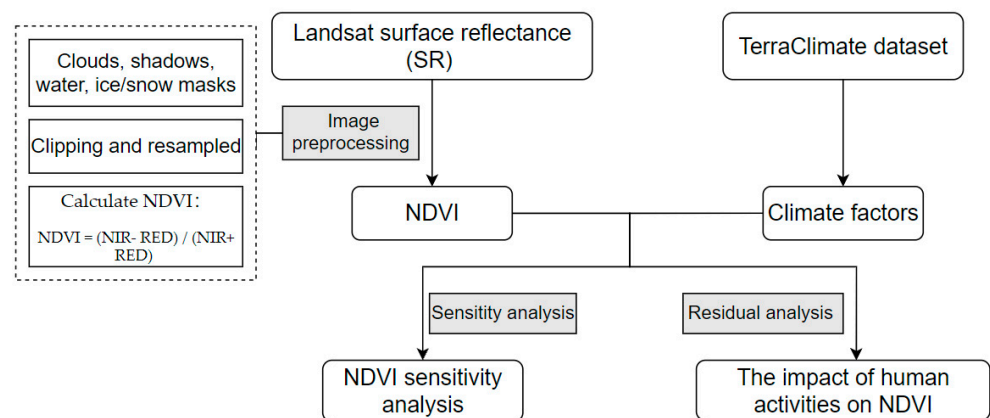 Landsat surface reflectance
(SR)
TerraClimate dataset
Clouds, shadows,
water, ice/snow masks
Clipping and resampled
Calculate NDVI:
NDVI = (NIR- RED) / (NIR+
RED)
Image
preprocessing
NDVI
Climate factors
Sensitity analysis
Residual analysis
NDVI sensitivity
analysis
The impact of human
activities on NDVI